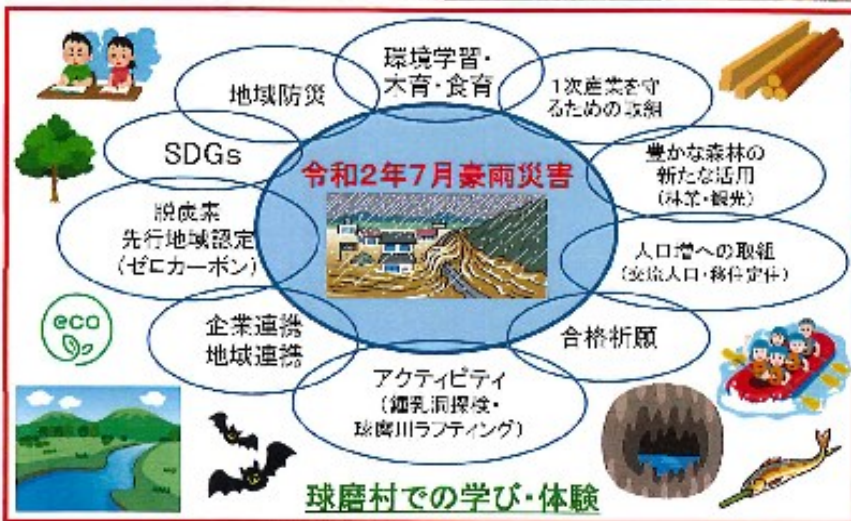 環境学習・
木育・食育
地域防災
1次産業を守
るための取組
SDGs
豊かな森林の
新たな活用
(林業・観光)
令和2年7月豪雨災害
脱炭素
先行地域認定
(ゼロカーボン)
人口増への取組
(交流人口・移住定住)
eco
企業連携
地域連携
合格祈願
アクティビティ
(鍾乳洞探検・
球磨川ラフティング)
球磨村での学び・体験